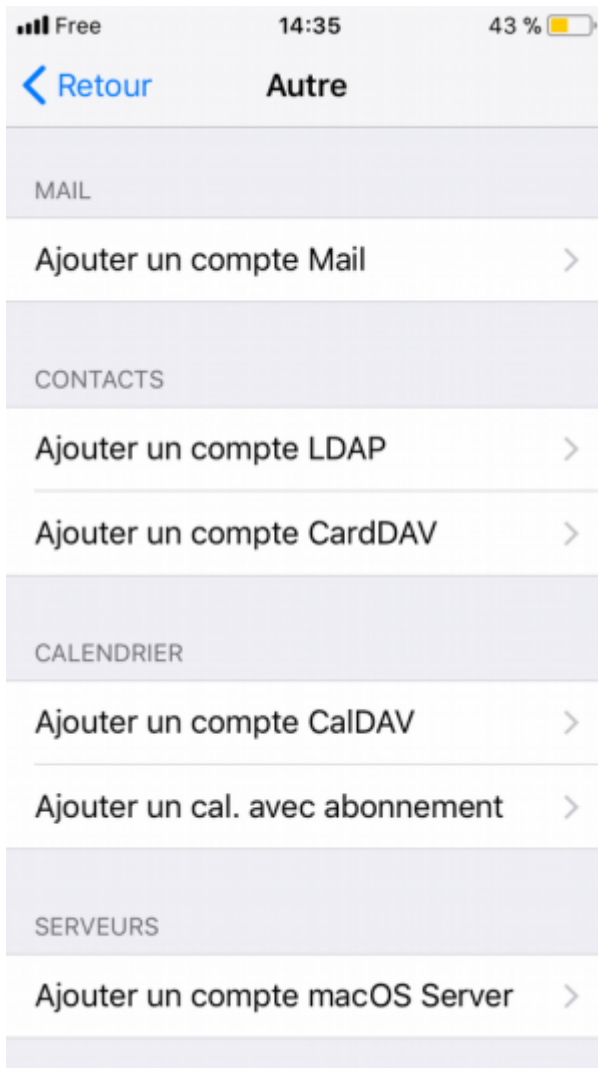 Free 14:35 43 %
Retour Autre
MAIL
Ajouter un compte Mail
CONTACTS
Ajouter un compte LDAP
Ajouter un compte CardDAV
CALENDRIER
Ajouter un compte CalDAV
Ajouter un cal. avec abonnement
SERVEURS
Ajouter un compte macOS Server